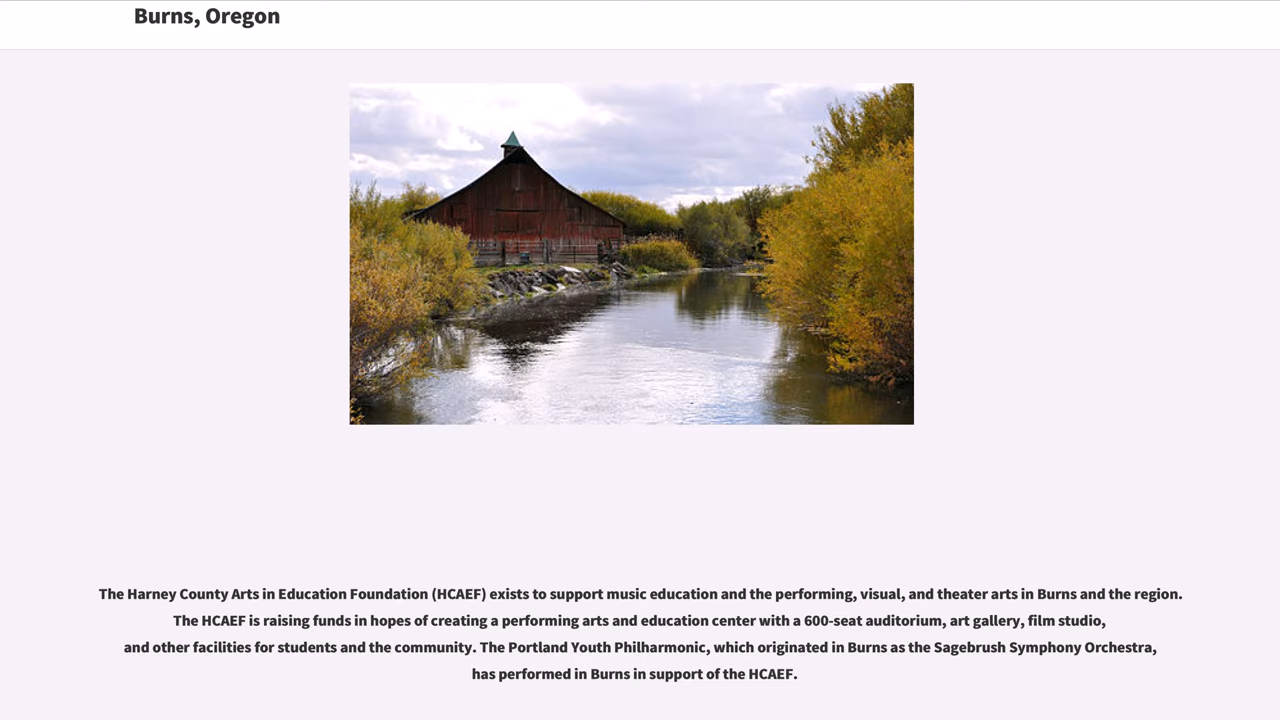 Burns, Oregon
The Harney County Arts in Education Foundation (HCAEF) exists to support music education and the performing, visual, and theater arts in Burns and the region.
The HCAEF is raising funds in hopes of creating a performing arts and education center with a 600-seat auditorium, art gallery, film studio,
and other facilities for students and the community. The Portland Youth Philharmonic, which originated in Burns as the Sagebrush Symphony Orchestra,
has performed in Burns in support of the HCAEF.